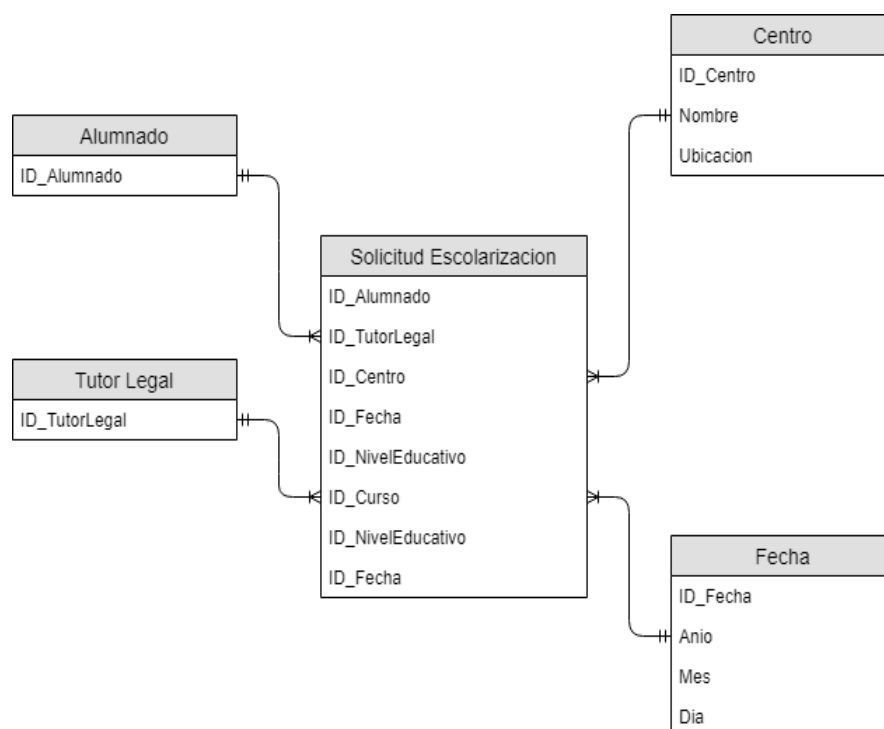 Centro
ID_Centro
Nombre
Ubicacion
Alumnado
ID_Alumnado
Solicitud Escolarizacion
ID_Alumnado
ID_TutorLegal
ID_Centro
ID_Fecha
ID_NivelEducativo
ID_Curso
ID_NivelEducativo
ID_Fecha
Tutor Legal
ID_TutorLegal
Fecha
ID_Fecha
Anio
Mes
Dia